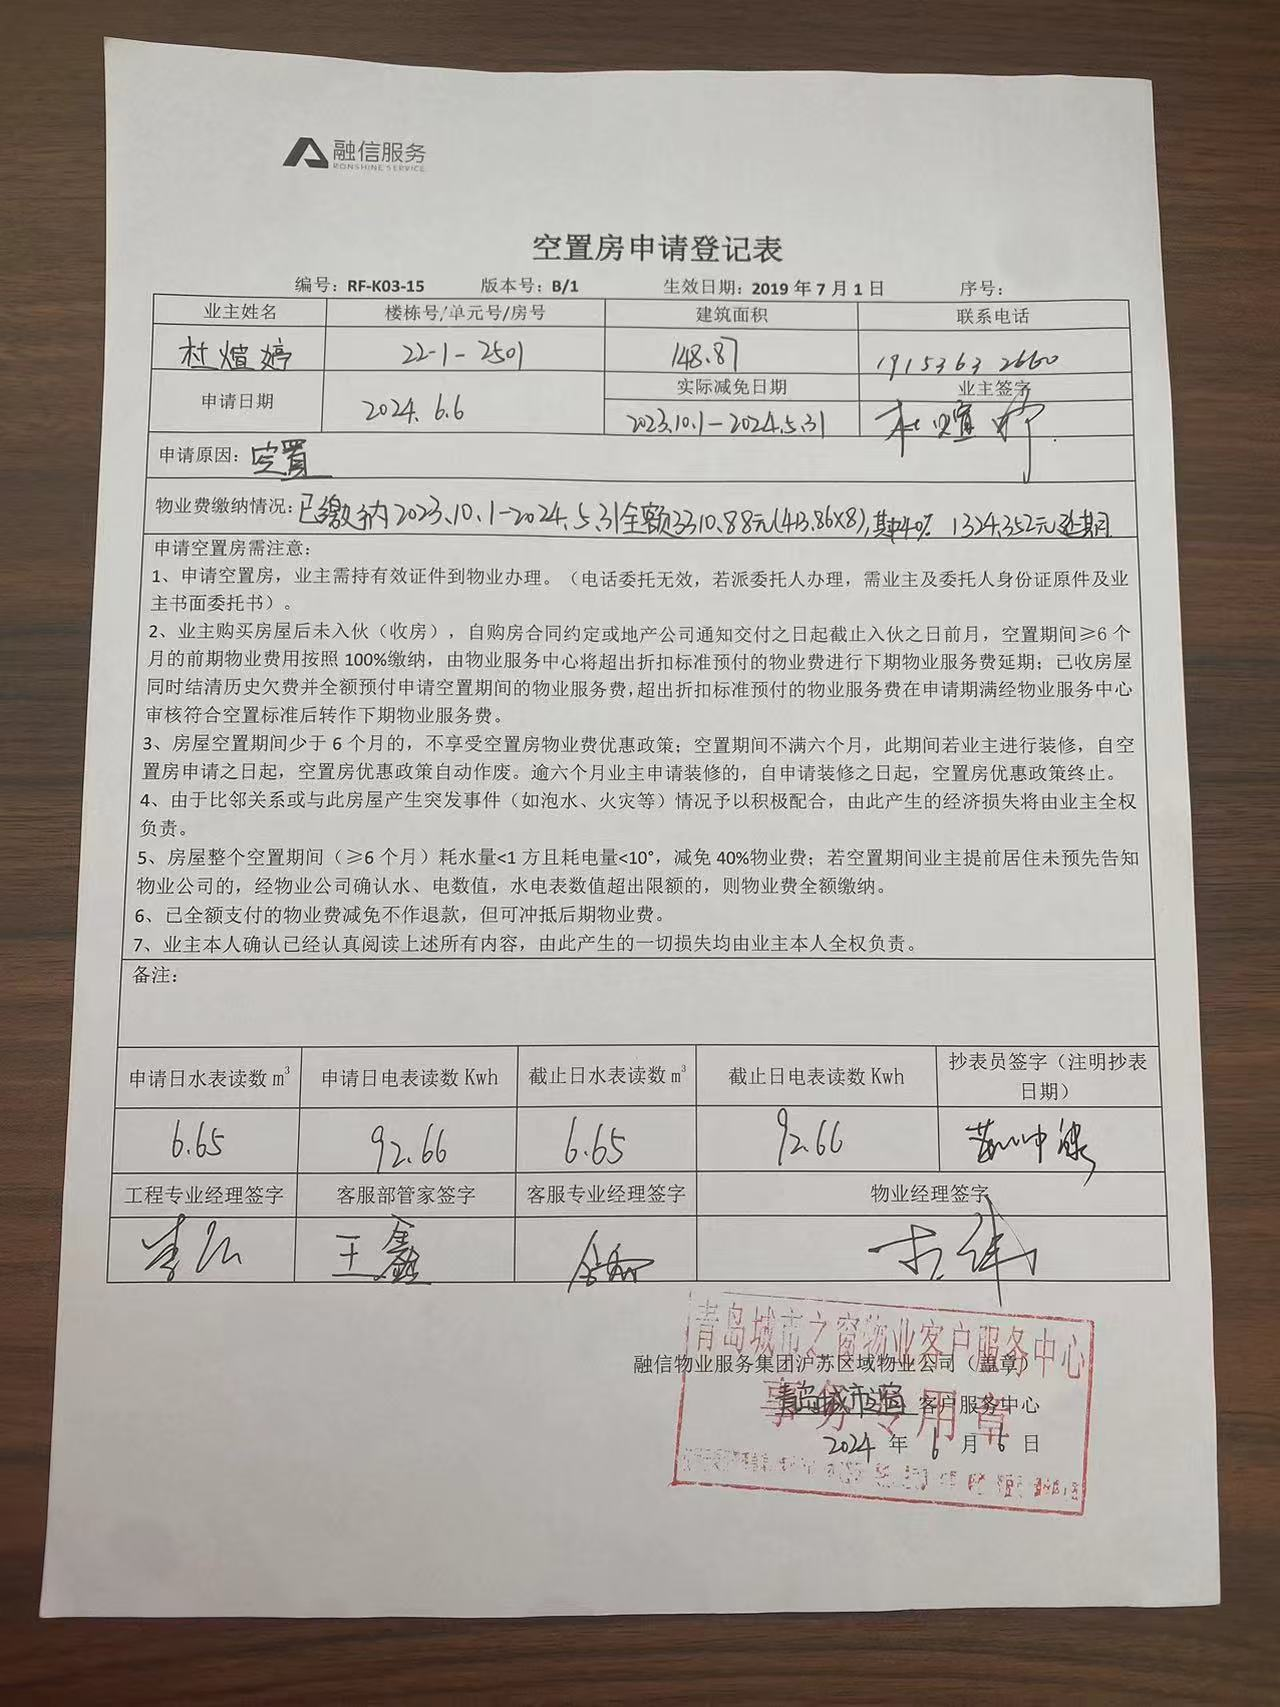 融信服务
RONSHINE SERVICE
空置房申请登记表
编号：RF-K03-15 版本号：B/1 生效日期：2019 年 7 月 1 日 序号：
业主姓名 楼栋号/单元号/房号 建筑面积 联系电话
杜煊婷 22-1-2501 148.87 19153632660
申请日期 2024.6.6 实际减免日期 业主签字
2023.10.1-2024.5.31 杜煊婷
申请原因：空置
物业费缴纳情况：已缴纳2023.10.1-2024.5.31全额3310.88元(413.86X8),其中40% 1324.352元延期
申请空置房需注意：
1、申请空置房，业主需持有效证件到物业办理。（电话委托无效，若派委托人办理，需业主及委托人身份证原件及业
主书面委托书）。
2、业主购买房屋后未入伙（收房），自购房合同约定或地产公司通知交付之日起截止入伙之日前月，空置期间≥6 个
月的前期物业费用按照 100%缴纳，由物业服务中心将超出折扣标准预付的物业费进行下期物业服务费延期；已收房屋
同时结清历史欠费并全额预付申请空置期间的物业服务费，超出折扣标准预付的物业服务费在申请期满经物业服务中心
审核符合空置标准后转作下期物业服务费。
3、房屋空置期间少于 6 个月的，不享受空置房物业费优惠政策；空置期间不满六个月，此期间若业主进行装修，自空
置房申请之日起，空置房优惠政策自动作废。逾六个月业主申请装修的，自申请装修之日起，空置房优惠政策终止。
4、由于比邻关系或与此房屋产生突发事件（如泡水、火灾等）情况予以积极配合，由此产生的经济损失将由业主全权
负责。
5、房屋整个空置期间（≥6 个月）耗水量<1 方且耗电量<10°，减免 40%物业费；若空置期间业主提前居住未预先告知
物业公司的，经物业公司确认水、电数值，水电表数值超出限额的，则物业费全额缴纳。
6、已全额支付的物业费减免不作退款，但可冲抵后期物业费。
7、业主本人确认已经认真阅读上述所有内容，由此产生的一切损失均由业主本人全权负责。
备注：
申请日水表读数 m³ 申请日电表读数 Kwh 截止日水表读数 m³ 截止日电表读数 Kwh 抄表员签字（注明抄表
日期）
6.65 92.66 6.65 92.66
工程专业经理签字 客服部管家签字 客服专业经理签字 物业经理签字
王鑫
青岛城市之窗物业客户服务中心
融信物业服务集团沪苏区域物业公司（盖章）
事务专用章
青岛城市之窗 客户服务中心
2024 年 6 月 6 日